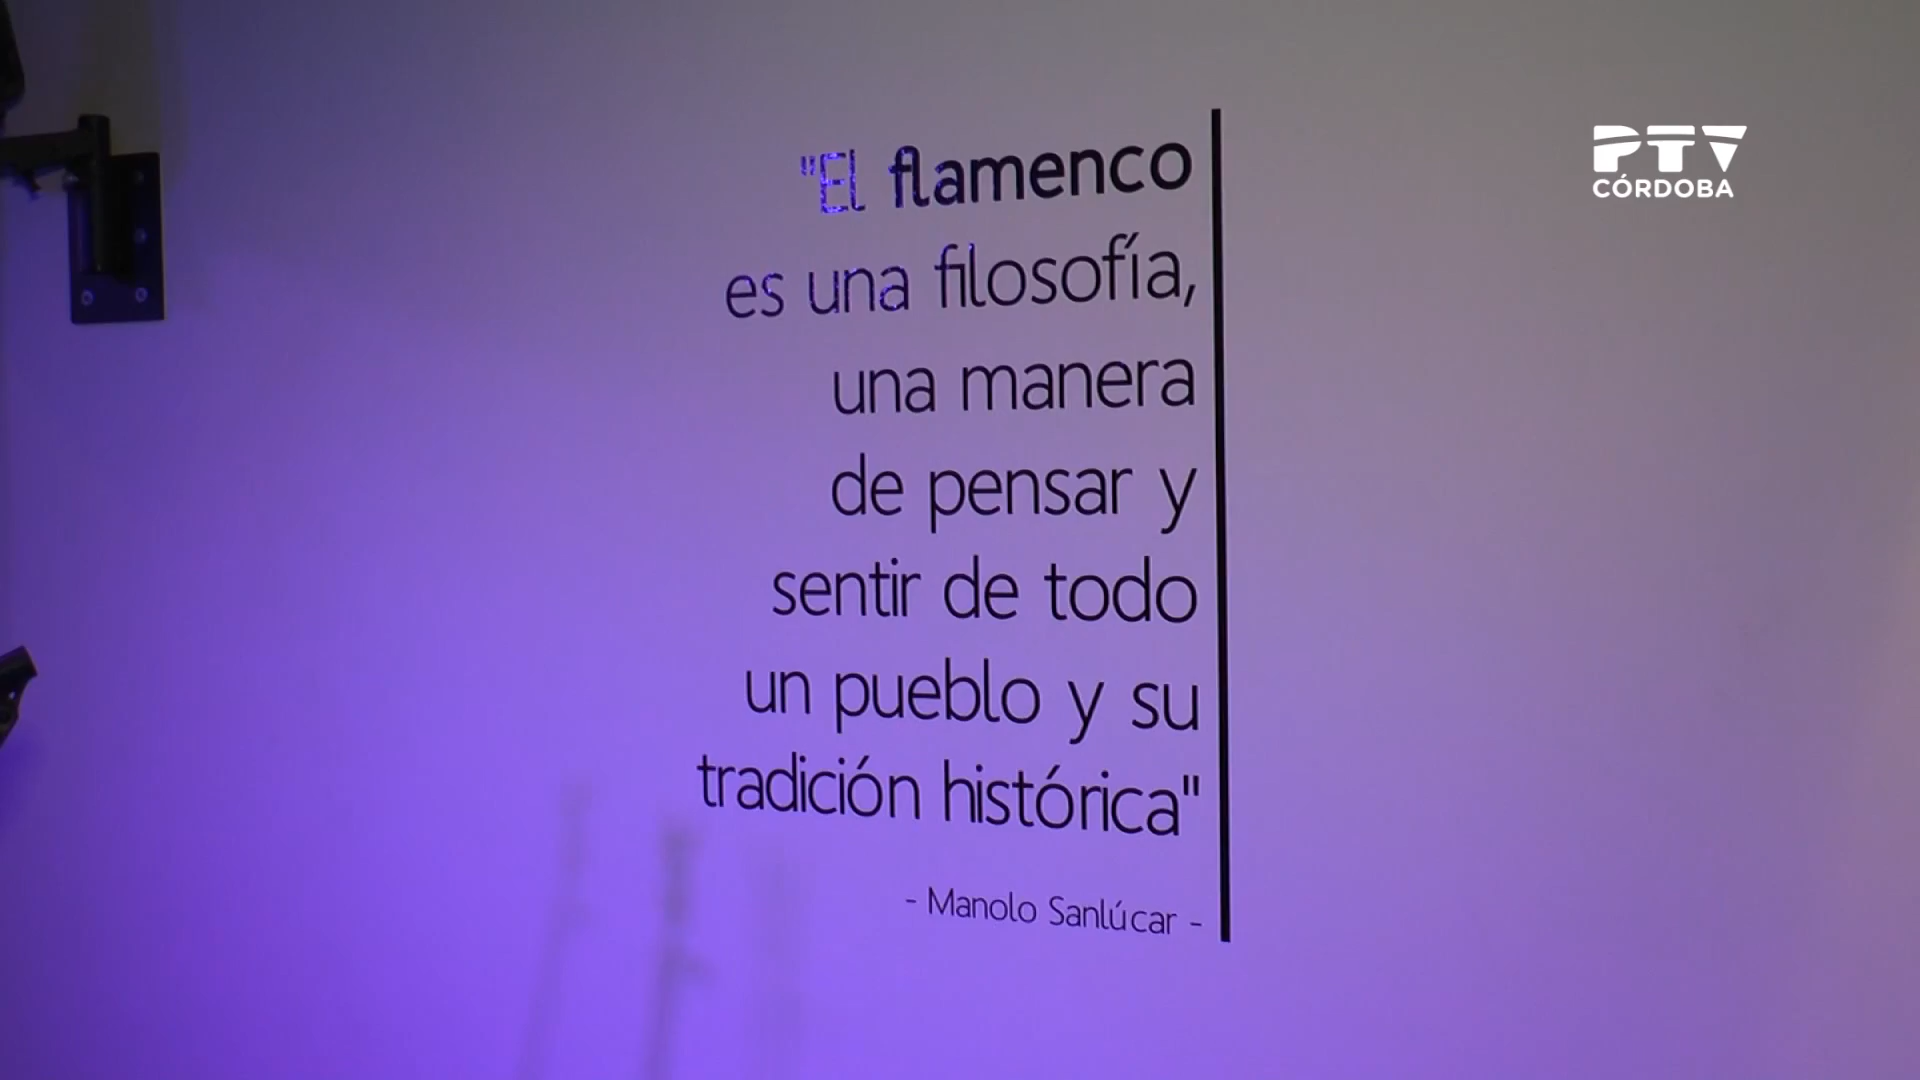 "El flamenco
es una filosofía,
una manera
de pensar y
sentir de todo
un pueblo y su
tradición histórica"
- Manolo Sanlúcar -
PTV
CÓRDOBA